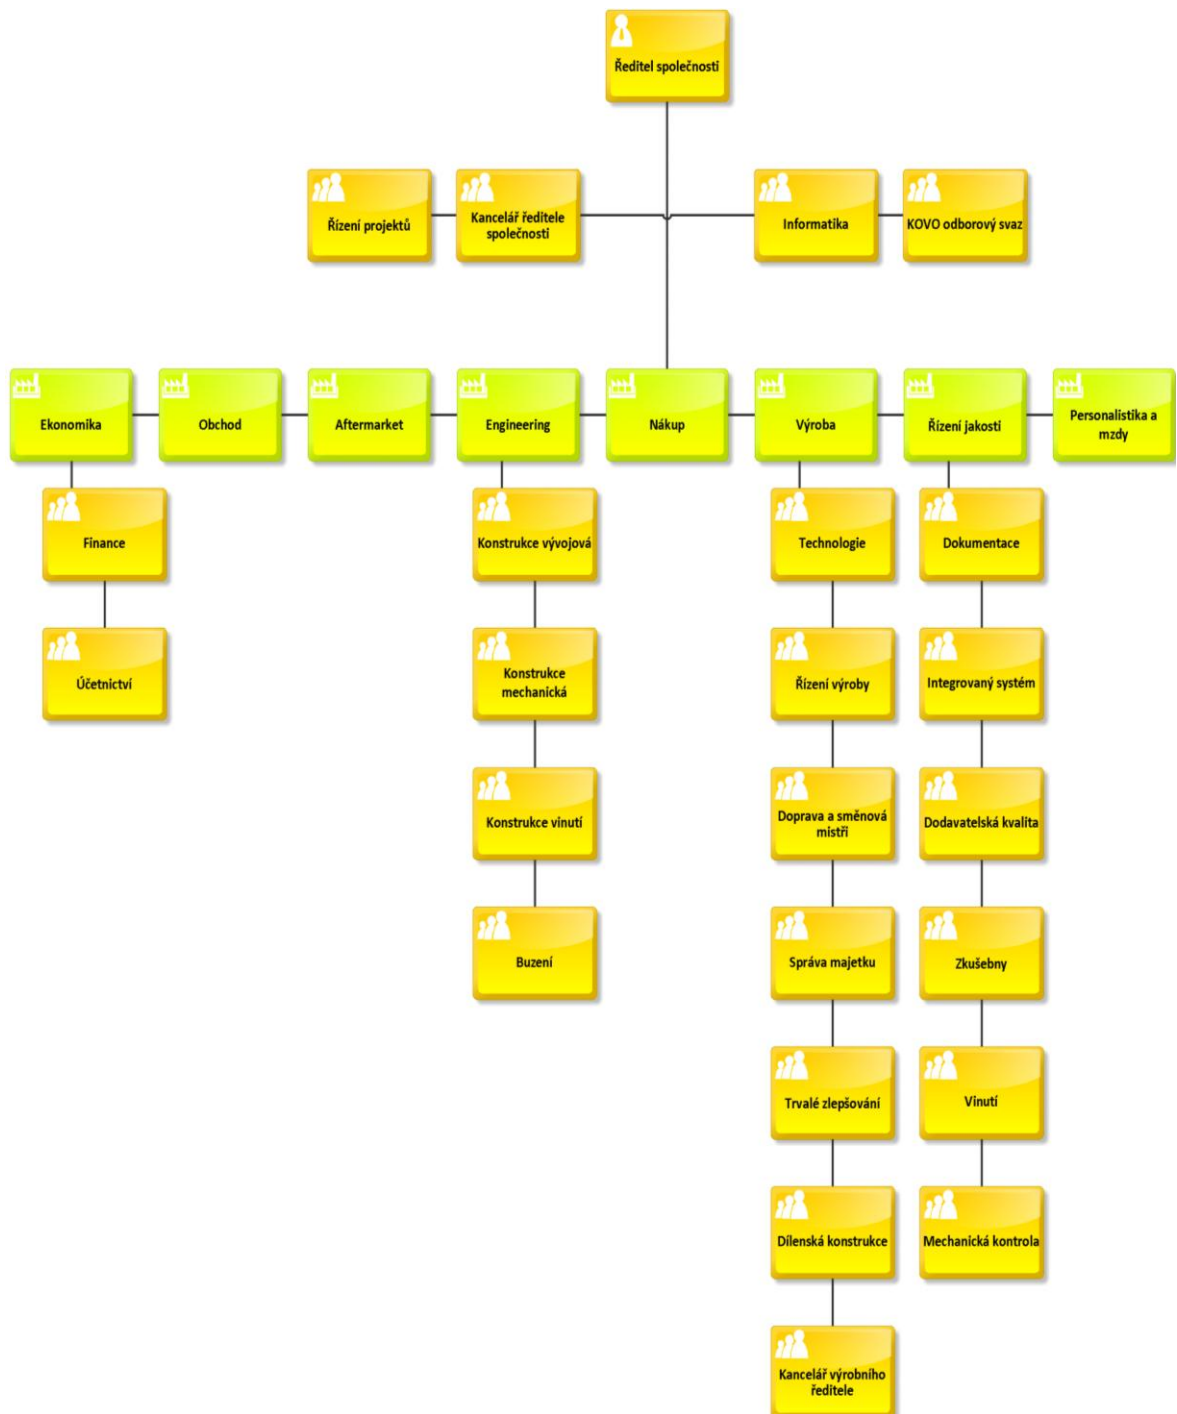 Ředitel společnosti
Řízení projektů
Kancelář ředitele
společnosti
Informatika
KOVO odborový svaz
Ekonomika
Obchod
Aftermarket
Engineering
Nákup
Výroba
Řízení jakosti
Personalistika a
mzdy
Finance
Konstrukce vývojová
Technologie
Dokumentace
Účetnictví
Konstrukce
mechanická
Řízení výroby
Integrovaný systém
Konstrukce vinutí
Doprava a směnová
mistři
Dodavatelská kvalita
Buzení
Správa majetku
Zkušebny
Trvalé zlepšování
Vinutí
Dílenská konstrukce
Mechanická kontrola
Kancelář výrobního
ředitele